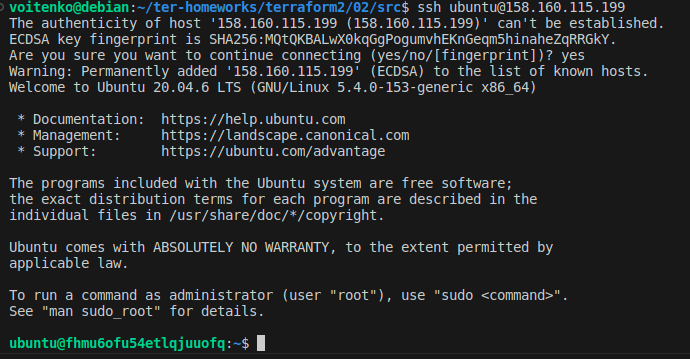 voitenko@debian:~/ter-homeworks/terraform2/02/src$ ssh ubuntu@158.160.115.199
The authenticity of host '158.160.115.199 (158.160.115.199)' can't be established.
ECDSA key fingerprint is SHA256:MQtQKBALwX0kqGgPogumvhEKnGeqm5hinaheZqRRGkY.
Are you sure you want to continue connecting (yes/no/[fingerprint])? yes
Warning: Permanently added '158.160.115.199' (ECDSA) to the list of known hosts.
Welcome to Ubuntu 20.04.6 LTS (GNU/Linux 5.4.0-153-generic x86_64)
* Documentation:  https://help.ubuntu.com
* Management:     https://landscape.canonical.com
* Support:        https://ubuntu.com/advantage
The programs included with the Ubuntu system are free software;
the exact distribution terms for each program are described in the
individual files in /usr/share/doc/*/copyright.
Ubuntu comes with ABSOLUTELY NO WARRANTY, to the extent permitted by
applicable law.
To run a command as administrator (user "root"), use "sudo <command>".
See "man sudo_root" for details.
ubuntu@fhmu6ofu54etlqjuuofq:~$